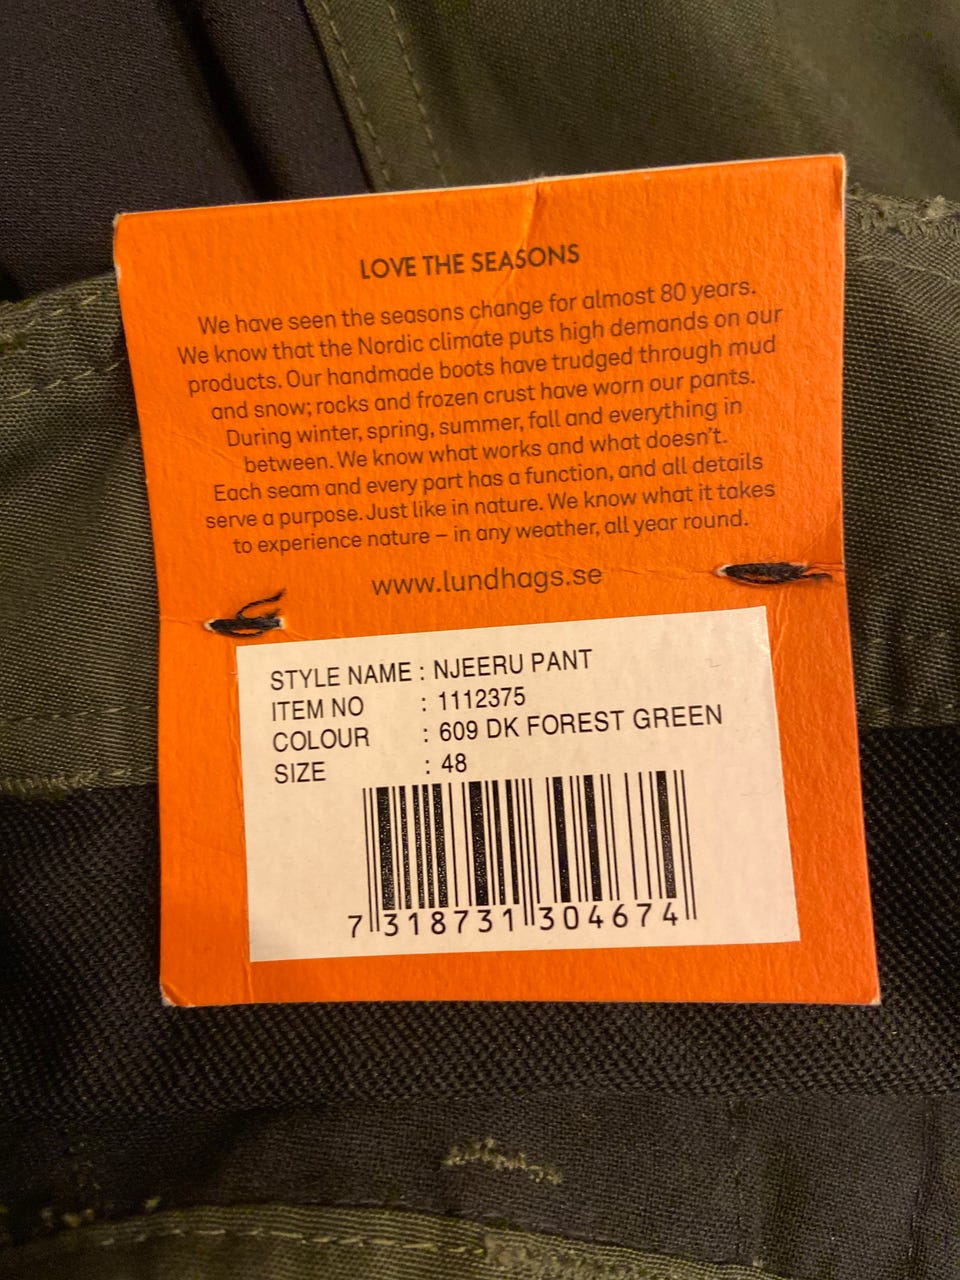 LOVE THE SEASONS
We have seen the seasons change for almost 80 years.
We know that the Nordic climate puts high demands on our
products. Our handmade boots have trudged through mud
and snow; rocks and frozen crust have worn our pants.
During winter, spring, summer, fall and everything in
between. We know what works and what doesn't.
Each seam and every part has a function, and all details
serve a purpose. Just like in nature. We know what it takes
to experience nature – in any weather, all year round.
www.lundhags.se
STYLE NAME : NJEERU PANT
ITEM NO : 1112375
COLOUR : 609 DK FOREST GREEN
SIZE : 48
7 318731 304674